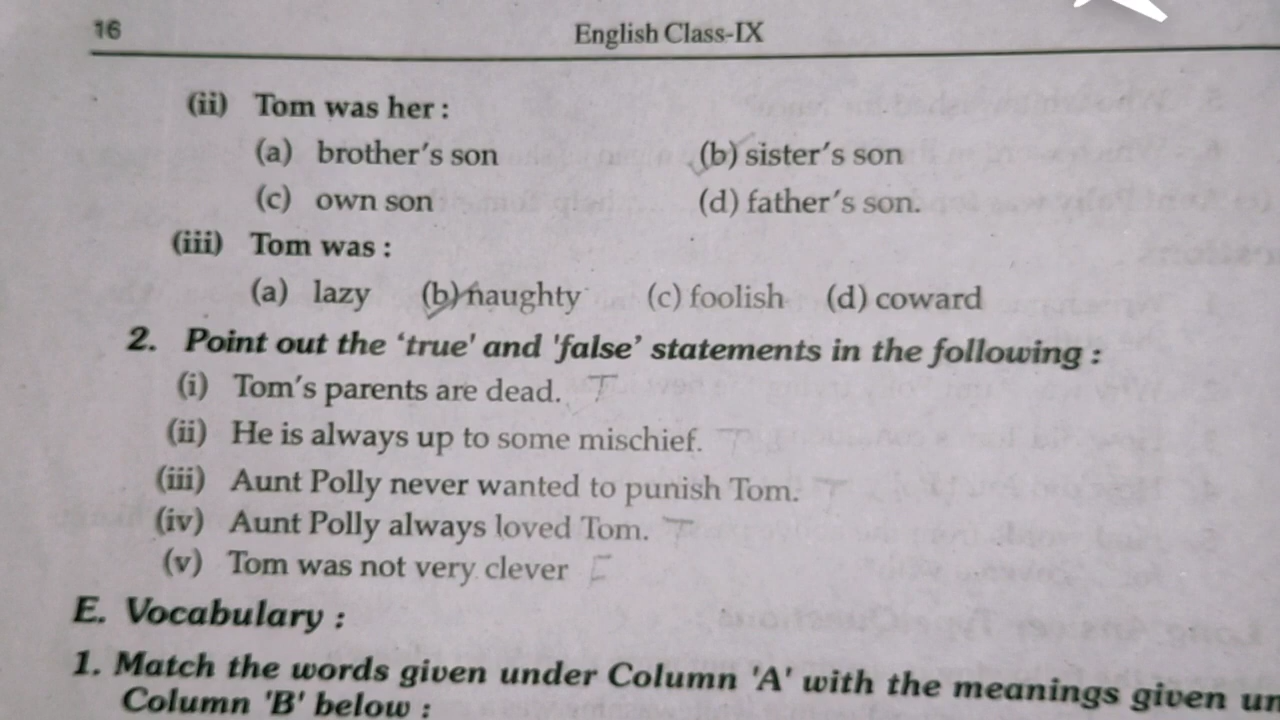 16 English Class-IX
(ii) Tom was her :
(a) brother's son (b) sister's son
(c) own son (d) father's son.
(iii) Tom was :
(a) lazy (b) naughty (c) foolish (d) coward
2. Point out the 'true' and 'false' statements in the following :
(i) Tom's parents are dead. T
(ii) He is always up to some mischief. T
(iii) Aunt Polly never wanted to punish Tom. T
(iv) Aunt Polly always loved Tom. T
(v) Tom was not very clever F
E. Vocabulary :
1. Match the words given under Column 'A' with the meanings given
Column 'B' below :